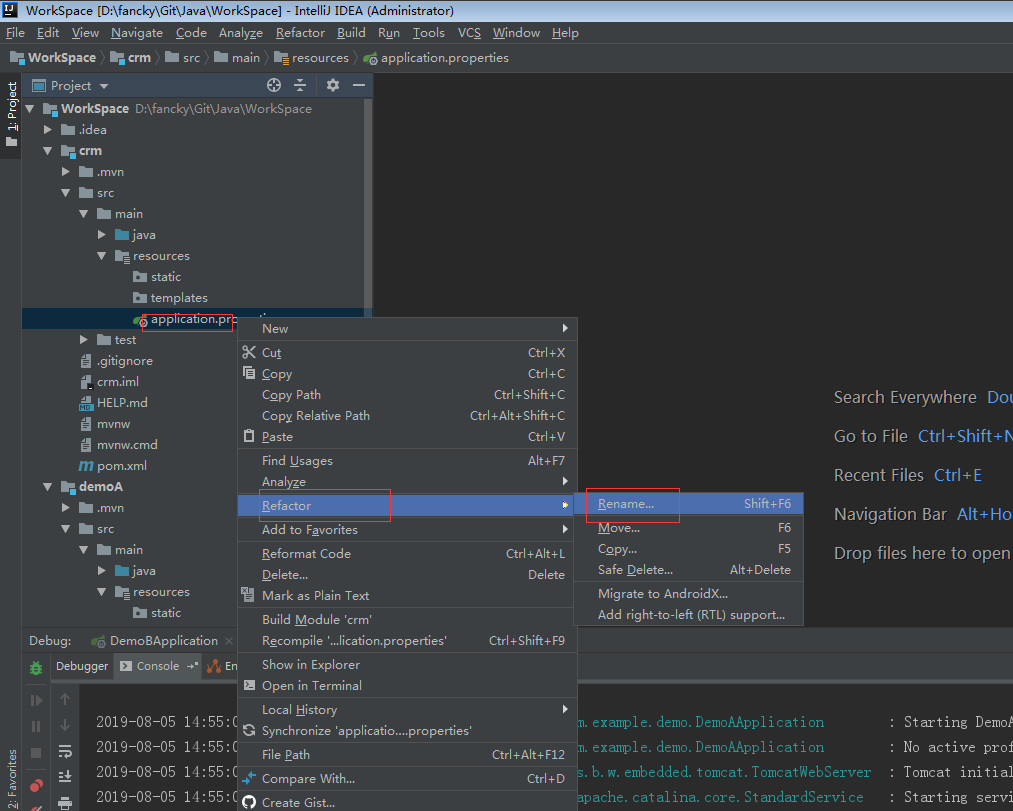 WorkSpace [D:\fancky\Git\Java\WorkSpace] - IntelliJ IDEA (Administrator)
File Edit View Navigate Code Analyze Refactor Build Run Tools VCS Window Help
WorkSpace crm src main resources application.properties
1: Project
Project
WorkSpace D:\fancky\Git\Java\WorkSpace
.idea
crm
.mvn
src
main
java
resources
static
templates
application.pro
test
.gitignore
crm.iml
HELP.md
mvnw
mvnw.cmd
pom.xml
demoA
.mvn
src
main
java
resources
static
New
Cut Ctrl+X
Copy Ctrl+C
Copy Path Ctrl+Shift+C
Copy Relative Path Ctrl+Alt+Shift+C
Paste Ctrl+V
Find Usages Alt+F7
Analyze
Refactor
Add to Favorites
Reformat Code Ctrl+Alt+L
Delete... Delete
Mark as Plain Text
Build Module 'crm'
Recompile '...lication.properties' Ctrl+Shift+F9
Show in Explorer
Open in Terminal
Local History
Synchronize 'applicatio....properties'
File Path Ctrl+Alt+F12
Compare With... Ctrl+D
Create Gist...
Rename... Shift+F6
Move... F6
Copy... F5
Safe Delete... Alt+Delete
Migrate to AndroidX...
Add right-to-left (RTL) support...
Search Everywhere Dou
Go to File Ctrl+Shift+N
Recent Files Ctrl+E
Navigation Bar Alt+Ho
Drop files here to open
Debug: DemoBApplication
Debugger Console En
2: Favorites
2019-08-05 14:55:0 m.example.demo.DemoAApplication : Starting DemoA
2019-08-05 14:55:0 m.example.demo.DemoAApplication : No active prof
2019-08-05 14:55:0 s.b.w.embedded.tomcat.TomcatWebServer : Tomcat initial
2019-08-05 14:55:0 apache.catalina.core.StandardService : Starting servi